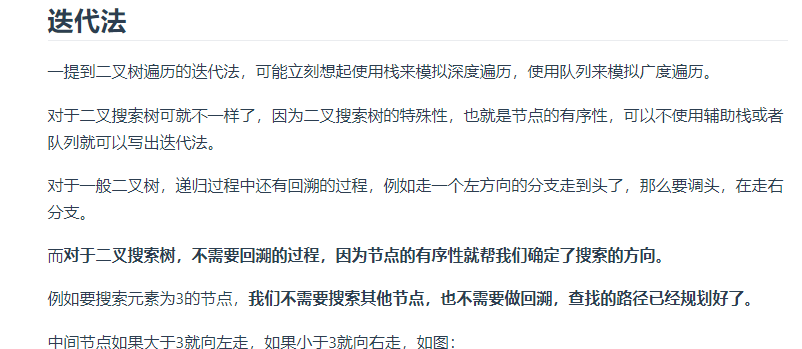 迭代法
一提到二叉树遍历的迭代法，可能立刻想起使用栈来模拟深度遍历，使用队列来模拟广度遍历。
对于二叉搜索树可就不一样了，因为二叉搜索树的特殊性，也就是节点的有序性，可以不使用辅助栈或者
队列就可以写出迭代法。
对于一般二叉树，递归过程中还有回溯的过程，例如走一个左方向的分支走到头了，那么要调头，在走右
分支。
而对于二叉搜索树，不需要回溯的过程，因为节点的有序性就帮我们确定了搜索的方向。
例如要搜索元素为3的节点，我们不需要搜索其他节点，也不需要做回溯，查找的路径已经规划好了。
中间节点如果大于3就向左走，如果小于3就向右走，如图：